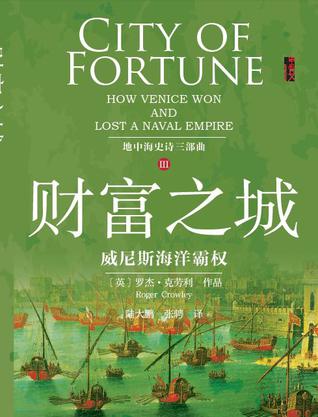 CITY OF
FORTUNE
HOW VENICE WON
AND
LOST A NAVAL EMPIRE
地中海史诗三部曲
III
财富之城
威尼斯海洋霸权
〔英〕罗杰·克劳利 作品
Roger Crowley
陆大鹏 张骋 译